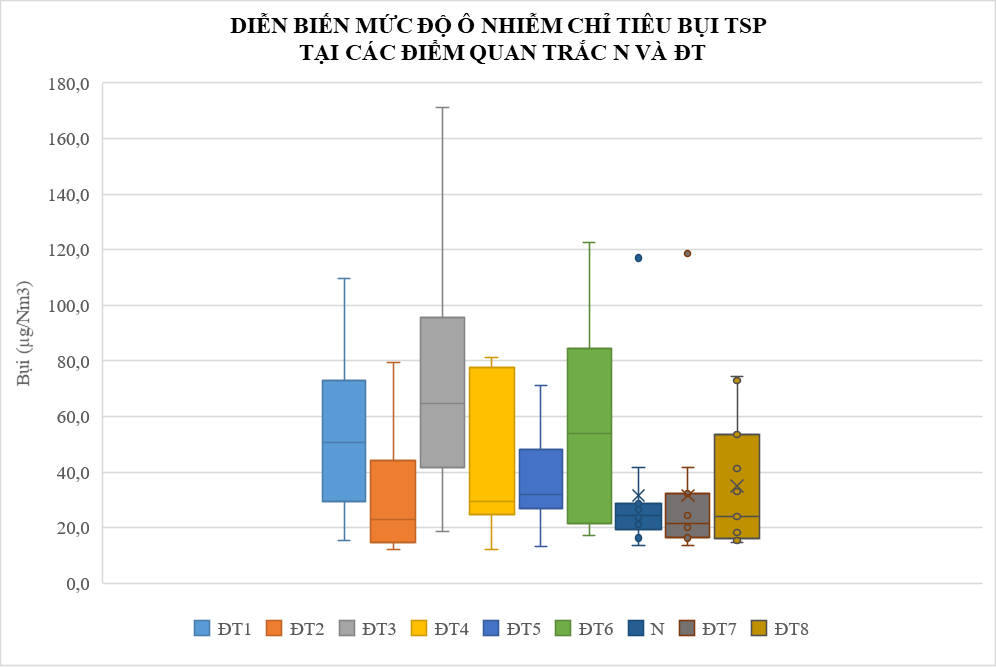 DIỄN BIẾN MỨC ĐỘ Ô NHIỄM CHỈ TIÊU BỤI TSP
TẠI CÁC ĐIỂM QUAN TRẮC N VÀ ĐT
180,0
160,0
140,0
120,0
100,0
80,0
60,0
40,0
20,0
0,0
Bụi (µg/Nm3)
ĐT1 ĐT2 ĐT3 ĐT4 ĐT5 ĐT6 N ĐT7 ĐT8